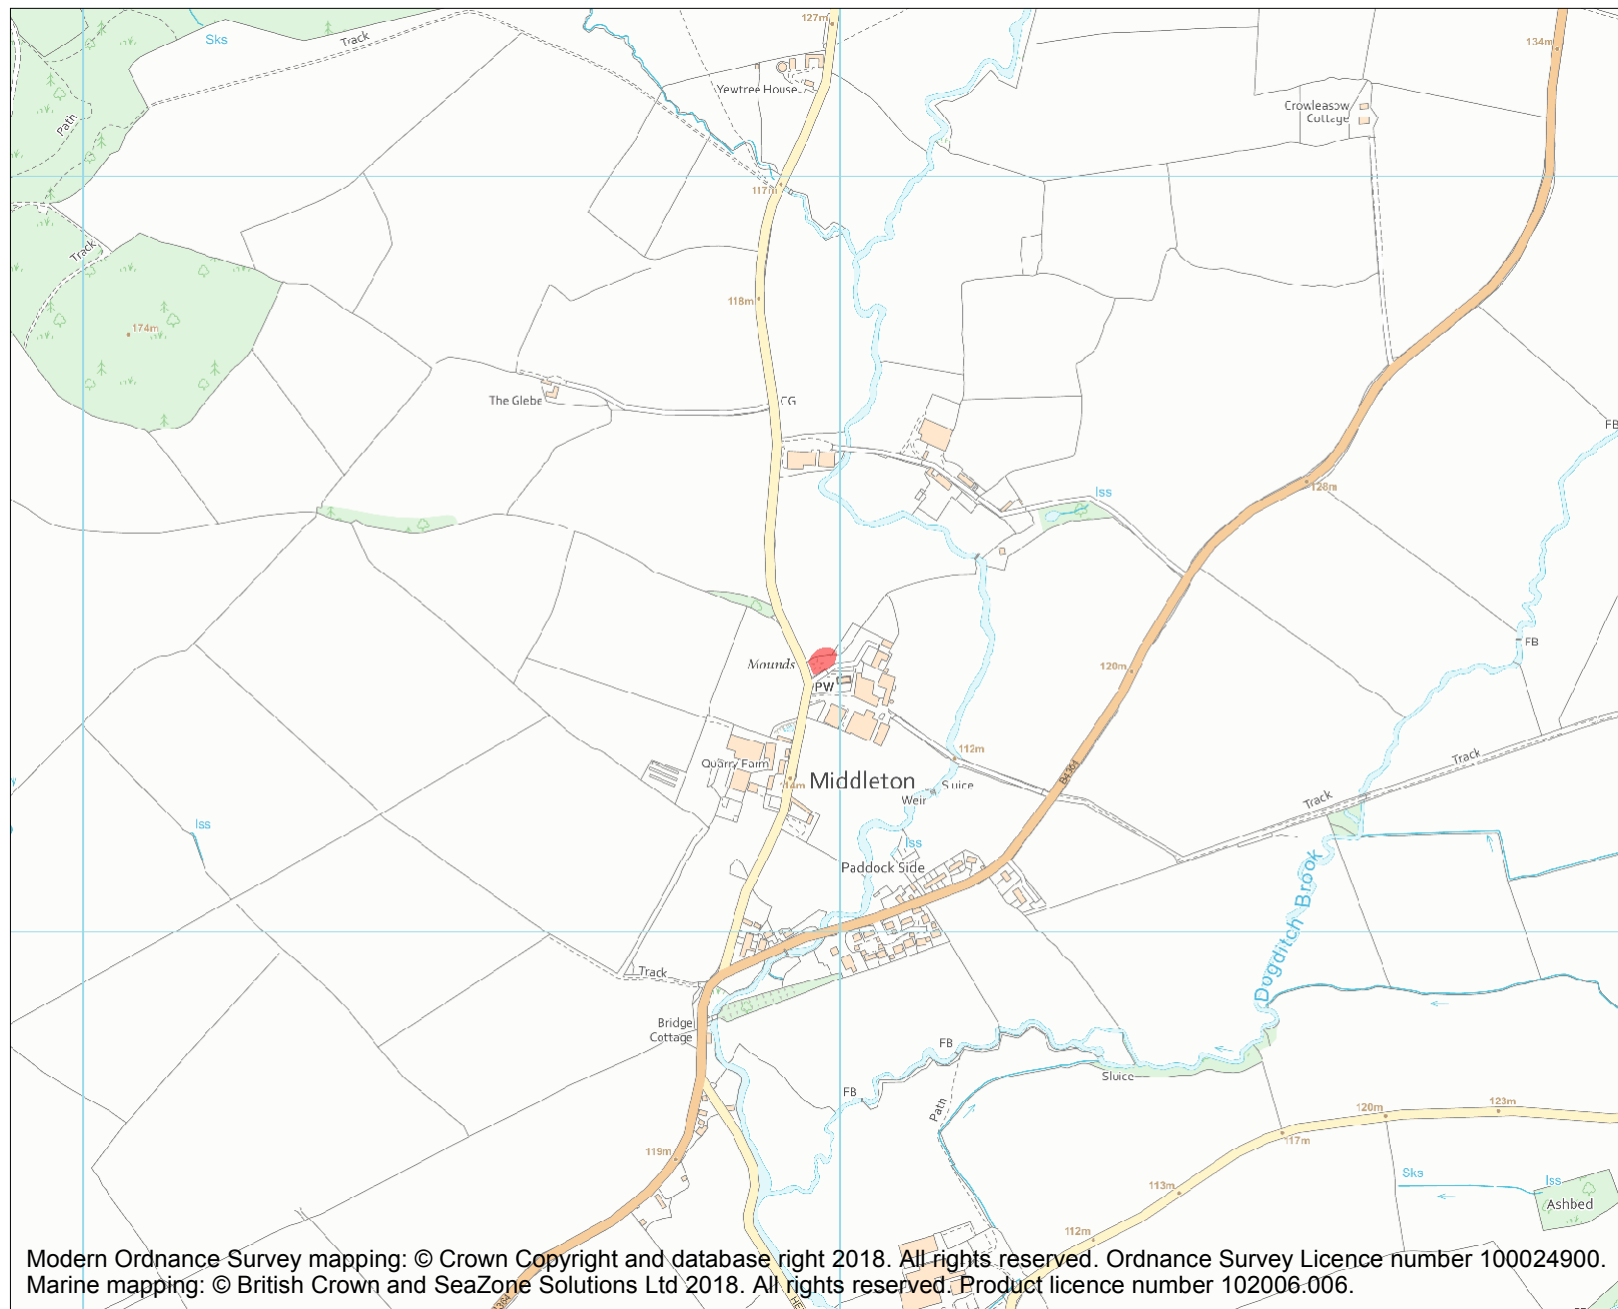 127m
134m
Sks
Track
Yewtree House
Crowleasow
Cottage
Path
117m
Track
118m
174m
The Glebe
CG
FB
128m
Iss
FB
Mounds
120m
PW
112m
Track
Quarry Farm
Middleton
114m
Sluice
B4364
Weir
Track
Iss
Iss
Paddock Side
Dogditch Brook
Track
Bridge
Cottage
FB
Sluice
FB
Path
120m
123m
117m
119m
113m
Sks
Iss
Ashbed
112m
Modern Ordnance Survey mapping: © Crown Copyright and database right 2018. All rights reserved. Ordnance Survey Licence number 100024900.
Marine mapping: © British Crown and SeaZone Solutions Ltd 2018. All rights reserved. Product licence number 102006.006.